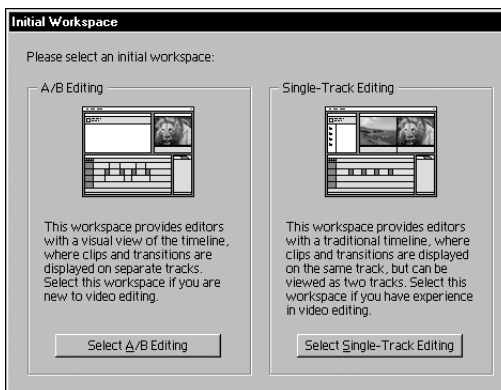 Initial Workspace
Please select an initial workspace:
A/B Editing
This workspace provides editors
with a visual view of the timeline,
where clips and transitions are
displayed on separate tracks.
Select this workspace if you are
new to video editing.
Select A/B Editing
Single-Track Editing
This workspace provides editors
with a traditional timeline, where
clips and transitions are displayed
on the same track, but can be
viewed as two tracks. Select this
workspace if you have experience
in video editing.
Select Single-Track Editing